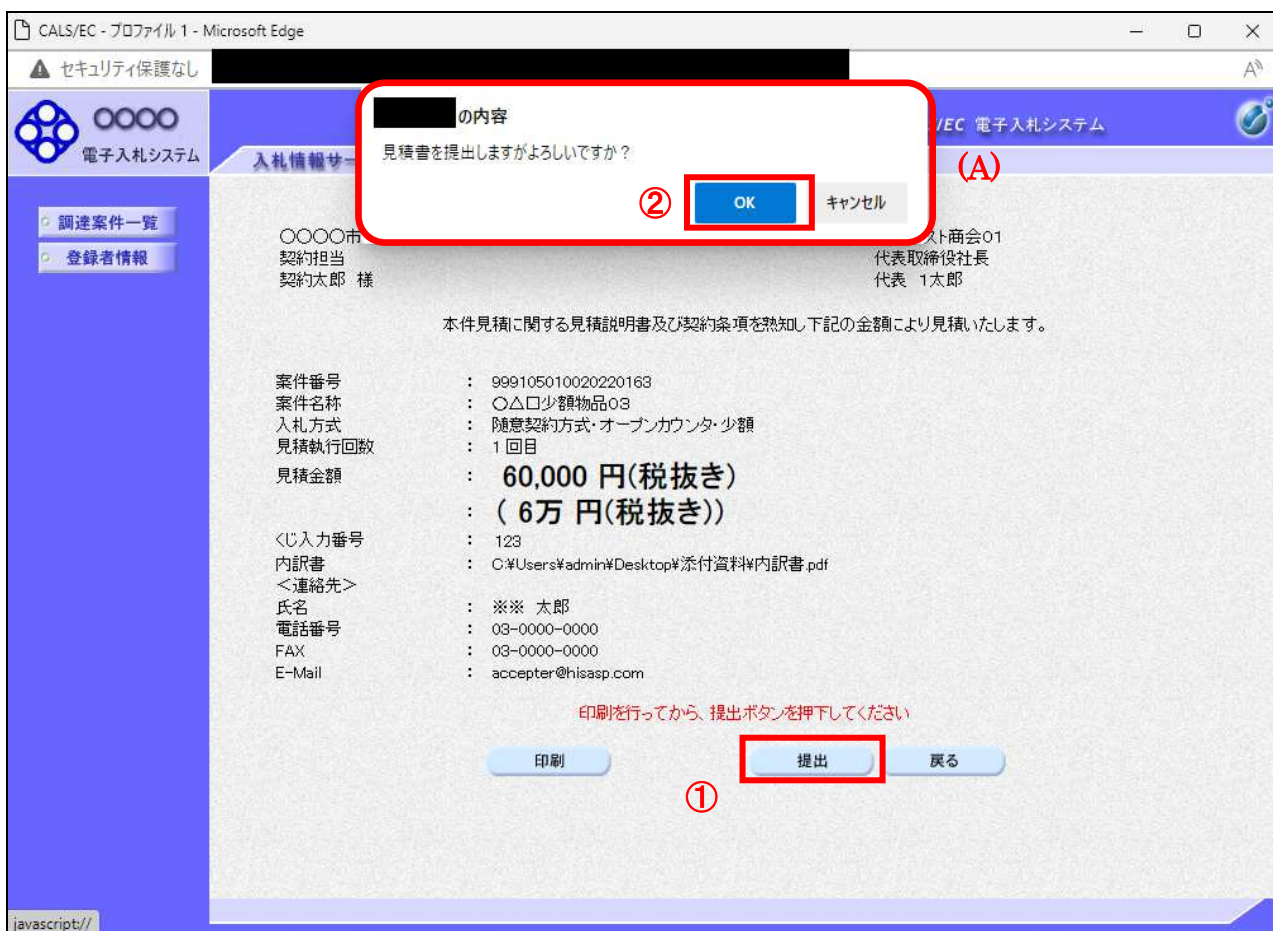 CALS/EC - プロファイル 1 - Microsoft Edge
セキュリティ保護なし
〇〇〇〇
電子入札システム
/EC 電子入札システム
入札情報サー
の内容
見積書を提出しますがよろしいですか？
② OK キャンセル
(A)
調達案件一覧
登録者情報
〇〇〇〇市
契約担当
契約太郎 様
スト商会01
代表取締役社長
代表 1太郎
本件見積に関する見積説明書及び契約条項を熟知し下記の金額により見積いたします。
案件番号 : 999105010020220163
案件名称 : 〇△口少額物品03
入札方式 : 随意契約方式・オープンカウンタ・少額
見積執行回数 : 1回目
見積金額 : 60,000 円(税抜き)
: ( 6万 円(税抜き))
くじ入力番号 : 123
内訳書 : C:¥Users¥admin¥Desktop¥添付資料¥内訳書.pdf
＜連絡先＞
氏名 : ※※ 太郎
電話番号 : 03-0000-0000
FAX : 03-0000-0000
E-Mail : accepter@hisasp.com
印刷を行ってから、提出ボタンを押下してください
印刷 提出 戻る
①
javascript://